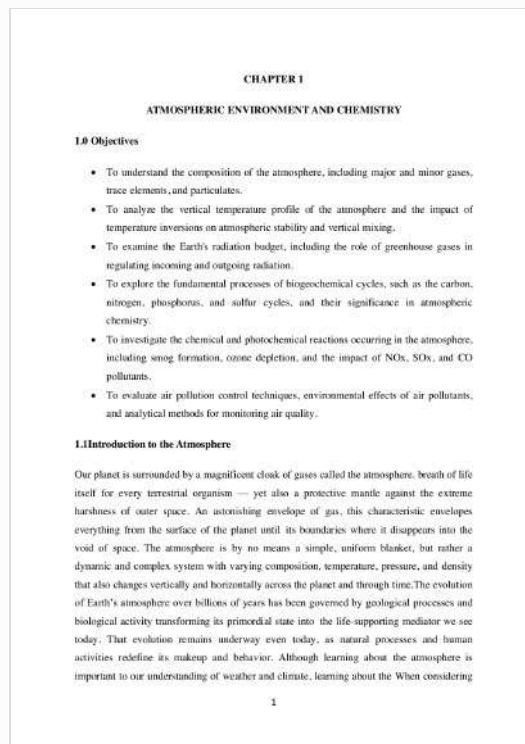 CHAPTER 1
ATMOSPHERIC ENVIRONMENT AND CHEMISTRY
1.0 Objectives
• To understand the composition of the atmosphere, including major and minor gases,
trace elements, and particulates.
• To analyze the vertical temperature profile of the atmosphere and the impact of
temperature inversions on atmospheric stability and vertical mixing.
• To examine the Earth's radiation budget, including the role of greenhouse gases in
regulating incoming and outgoing radiation.
• To explore the fundamental processes of biogeochemical cycles, such as the carbon,
nitrogen, phosphorus, and sulfur cycles, and their significance in atmospheric
chemistry.
• To investigate the chemical and photochemical reactions occurring in the atmosphere,
including smog formation, ozone depletion, and the impact of NOx, SOx, and CO
pollutants.
• To evaluate air pollution control techniques, environmental effects of air pollutants,
and analytical methods for monitoring air quality.
1.1Introduction to the Atmosphere
Our planet is surrounded by a magnificent cloak of gases called the atmosphere, breath of life
itself for every terrestrial organism — yet also a protective mantle against the extreme
harshness of outer space. An astonishing envelope of gas, this characteristic envelopes
everything from the surface of the planet until its boundaries where it disappears into the
void of space. The atmosphere is by no means a simple, uniform blanket, but rather a
dynamic and complex system with varying composition, temperature, pressure, and density
that also changes vertically and horizontally across the planet and through time.The evolution
of Earth's atmosphere over billions of years has been governed by geological processes and
biological activity transforming its primordial state into the life-supporting mediator we see
today. That evolution remains underway even today, as natural processes and human
activities redefine its makeup and behavior. Although learning about the atmosphere is
important to our understanding of weather and climate, learning about the When considering
1